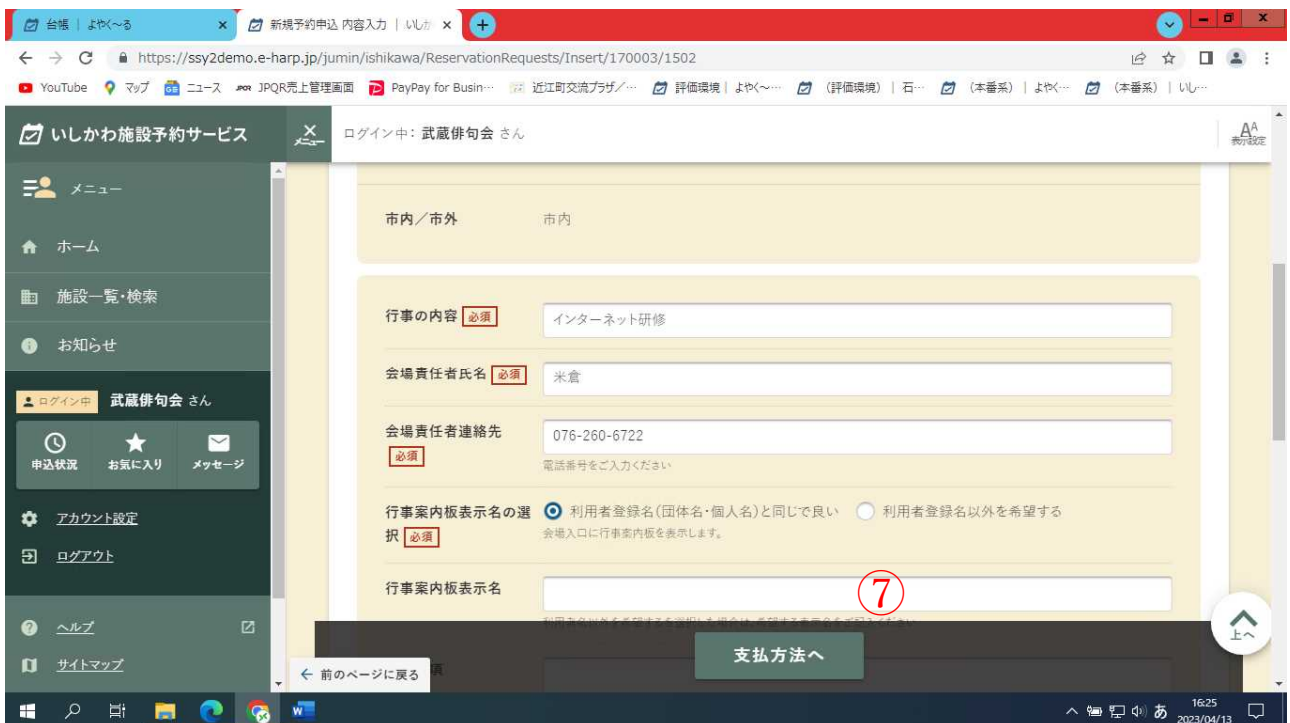 台帳 | よやく～る
新規予約申込 内容入力 | いしか
https://ssy2demo.e-harp.jp/jumin/ishikawa/ReservationRequests/Insert/170003/1502
YouTube マップ ニュース JPQR売上管理画面 PayPay for Busin… 近江町交流プラザ／… 評価環境 | よやく～… （評価環境） | 石… （本番系） | よやく… （本番系） | いし…
いしかわ施設予約サービス
メニュー
ログイン中: 武蔵俳句会 さん
表示設定
メニュー
市内／市外 市内
ホーム
施設一覧・検索
行事の内容 必須 インターネット研修
お知らせ
会場責任者氏名 必須 米倉
ログイン中 武蔵俳句会 さん
会場責任者連絡先 必須 076-260-6722
電話番号をご入力ください
申込状況 お気に入り メッセージ
行事案内板表示名の選択 必須 利用者登録名(団体名・個人名)と同じで良い 利用者登録名以外を希望する
会場入口に行事案内板を表示します。
アカウント設定
ログアウト
行事案内板表示名
⑦
ヘルプ
支払方法へ
上へ
サイトマップ
← 前のページに戻る
あ 16:25
2023/04/13